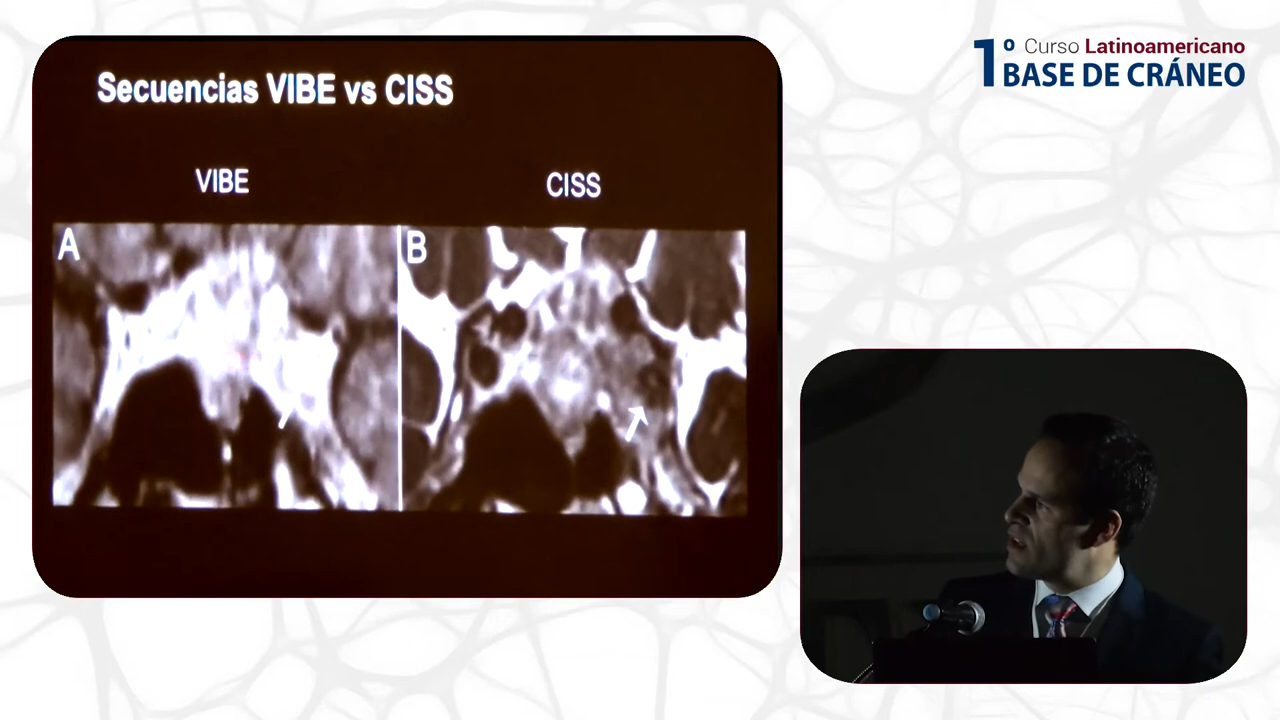 Secuencias VIBE vs CISS
VIBE
CISS
A
B
1º Curso Latinoamericano
BASE DE CRÁNEO